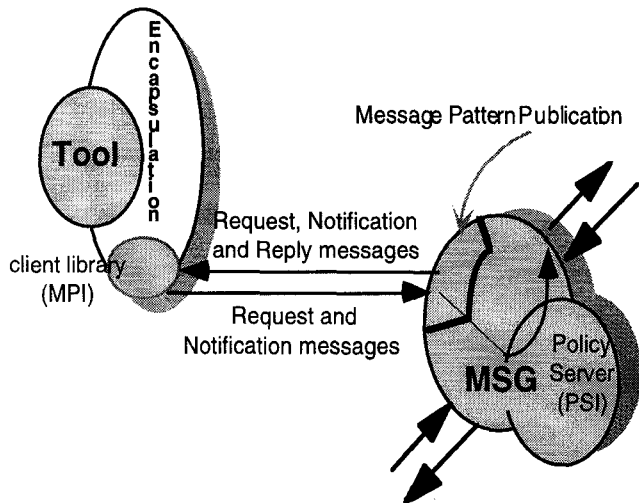 Encapsulation
Tool
Message Pattern Publication
Request, Notification
and Reply messages
client library
(MPI)
Request and
Notification messages
MSG
Policy
Server
(PSI)